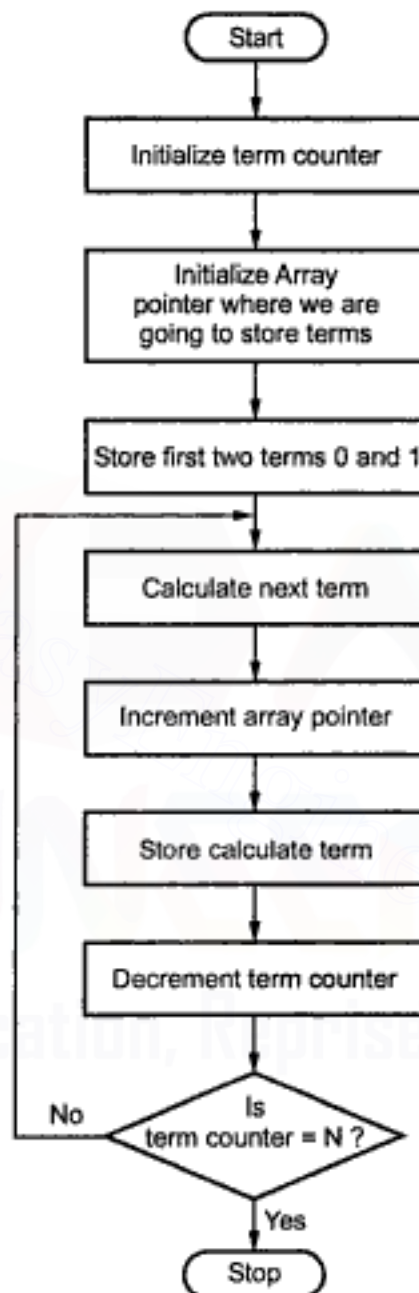 Start
Initialize term counter
Initialize Array
pointer where we are
going to store terms
Store first two terms 0 and 1
Calculate next term
Increment array pointer
Store calculate term
Decrement term counter
Is
term counter = N ?
No
Yes
Stop